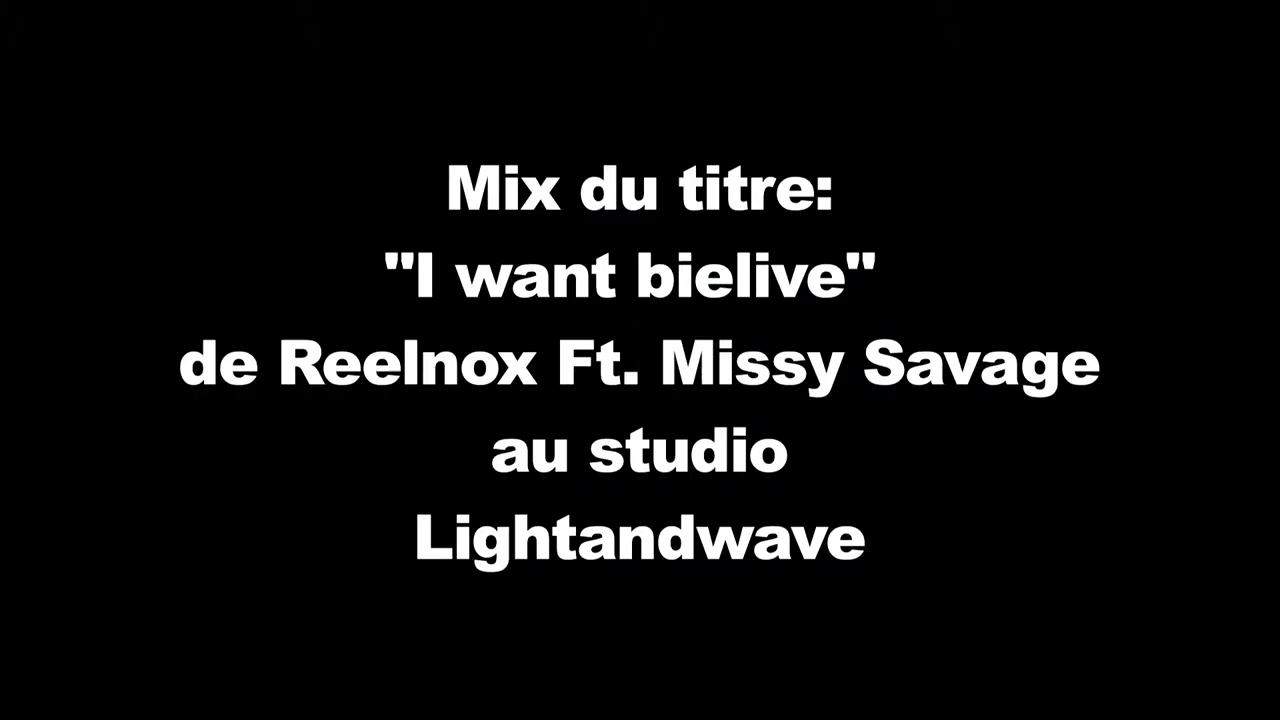 Mix du titre:
"I want bielive"
de Reelnox Ft. Missy Savage
au studio
Lightandwave